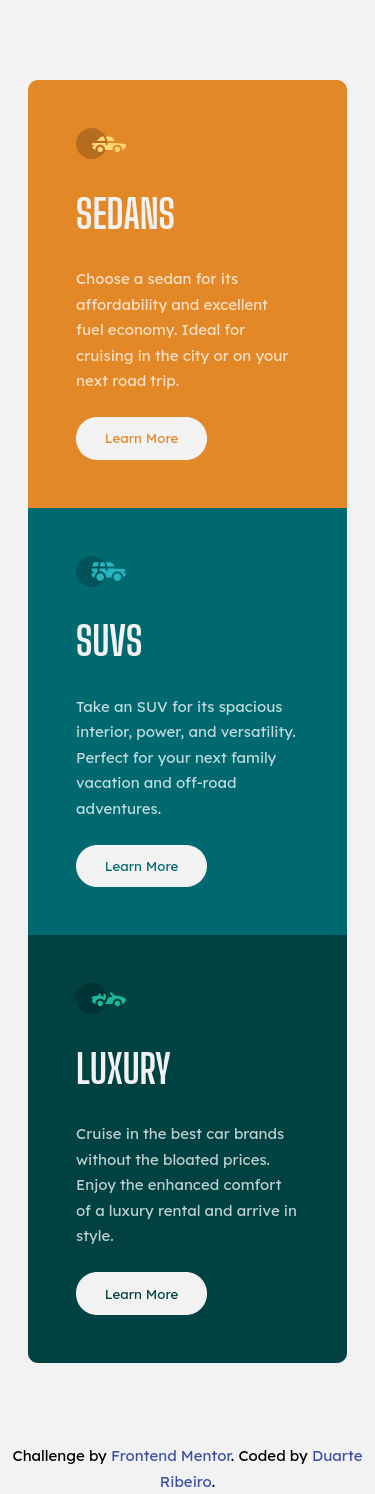 SEDANS
Choose a sedan for its
affordability and excellent
fuel economy. Ideal for
cruising in the city or on your
next road trip.
Learn More
SUVS
Take an SUV for its spacious
interior, power, and versatility.
Perfect for your next family
vacation and off-road
adventures.
Learn More
LUXURY
Cruise in the best car brands
without the bloated prices.
Enjoy the enhanced comfort
of a luxury rental and arrive in
style.
Learn More
Challenge by Frontend Mentor. Coded by Duarte
Ribeiro.